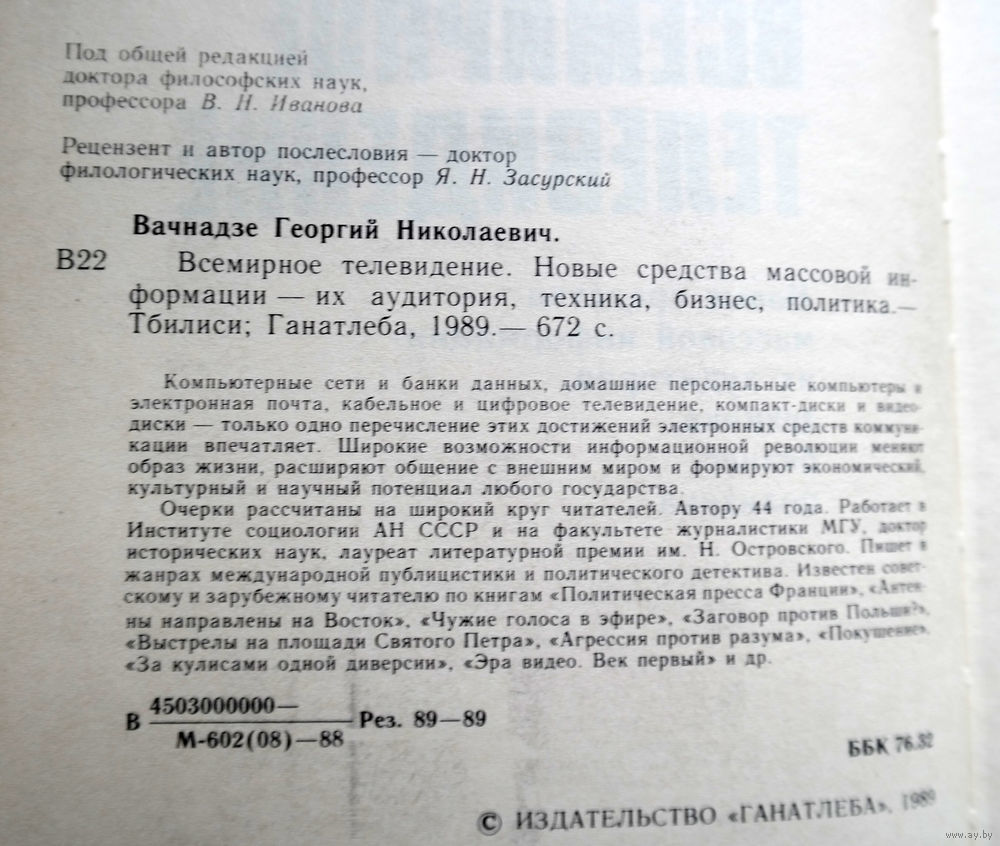 Под общей редакцией
доктора философских наук,
профессора В. Н. Иванова
Рецензент и автор послесловия — доктор
филологических наук, профессор Я. Н. Засурский
Вачнадзе Георгий Николаевич.
В22 Всемирное телевидение. Новые средства массовой ин-
формации — их аудитория, техника, бизнес, политика.—
Тбилиси; Ганатлеба, 1989.— 672 с.
Компьютерные сети и банки данных, домашние персональные компьютеры и
электронная почта, кабельное и цифровое телевидение, компакт-диски и видео-
диски — только одно перечисление этих достижений электронных средств коммуни-
кации впечатляет. Широкие возможности информационной революции меняют
образ жизни, расширяют общение с внешним миром и формируют экономический,
культурный и научный потенциал любого государства.
Очерки рассчитаны на широкий круг читателей. Автору 44 года. Работает в
Институте социологии АН СССР и на факультете журналистики МГУ, доктор
исторических наук, лауреат литературной премии им. Н. Островского. Пишет в
жанрах международной публицистики и политического детектива. Известен совет-
скому и зарубежному читателю по книгам «Политическая пресса Франции», «Антен-
ны направлены на Восток», «Чужие голоса в эфире», «Заговор против Польши?»,
«Выстрелы на площади Святого Петра», «Агрессия против разума», «Покушение»,
«За кулисами одной диверсии», «Эра видео. Век первый» и др.
В 4503000000— Рез. 89—89
М-602(08)—88
ББК 76.32
© ИЗДАТЕЛЬСТВО «ГАНАТЛЕБА», 1989
www.ay.by